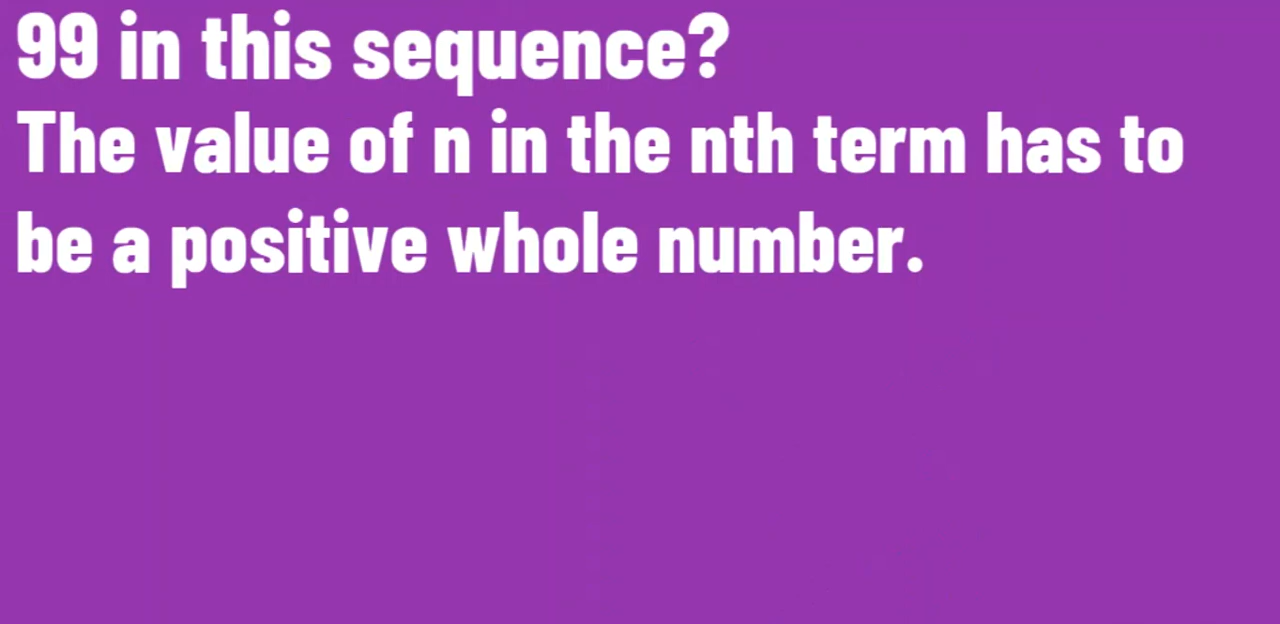 99 in this sequence?
The value of n in the nth term has to
be a positive whole number.